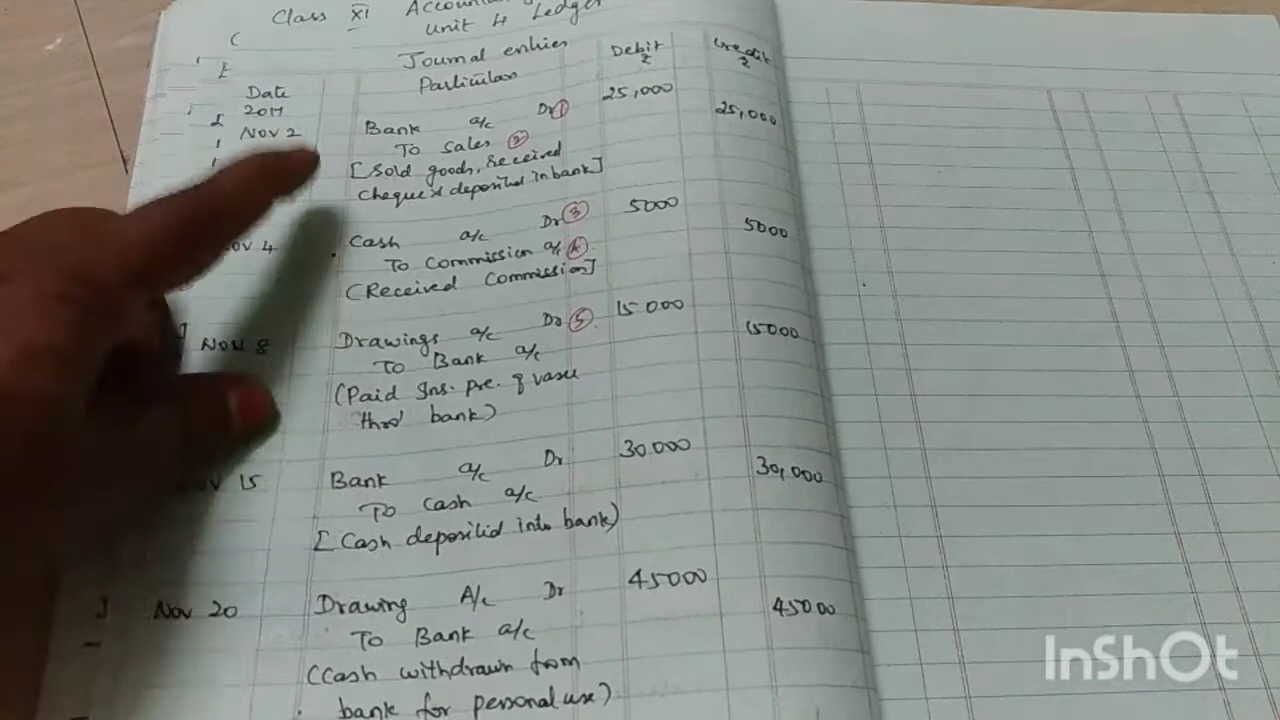 Class XI Accountan
Unit 4 Ledger
Journal entries
Date Particulars Debit ₹ Credit ₹
2017
Nov 2 Bank a/c Dr ① 25,000
To Sales ② 25,000
[Sold goods, received
cheque & deposited in bank]
Nov 4 Cash a/c Dr ③ 5000
To Commission a/c ④ 5000
(Received Commission]
Nov 8 Drawings a/c Dr ⑤ 15000
To Bank a/c 15000
(Paid Ins. pre. of
thro' bank)
15 Bank a/c Dr 30.000
To Cash a/c 30,000
[Cash deposited into bank)
Nov 20 Drawing A/c Dr 45000
To Bank a/c 45000
(Cash withdrawn from
bank for personal use)
InShOt